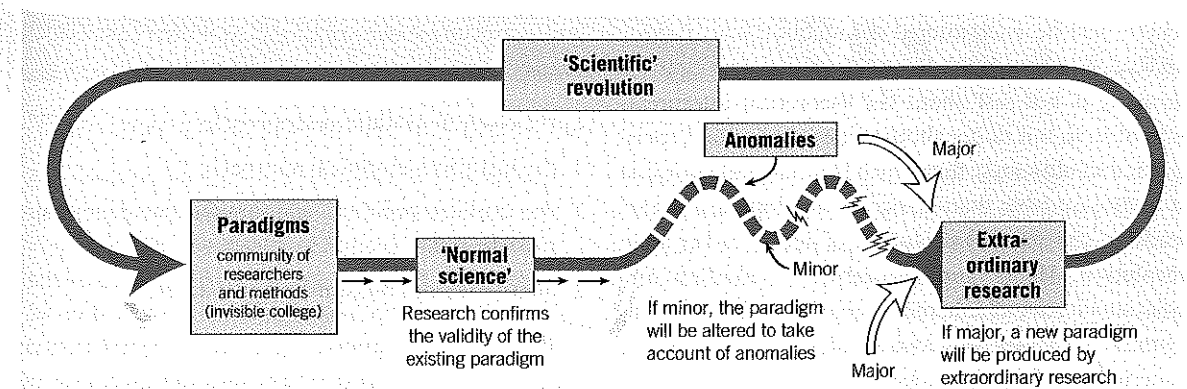 'Scientific'
revolution
Anomalies
Major
Paradigms
community of
researchers
and methods
(invisible college)
'Normal
science'
Research confirms
the validity of the
existing paradigm
Minor
If minor, the paradigm
will be altered to take
account of anomalies
Extra-
ordinary
research
Major
If major, a new paradigm
will be produced by
extraordinary research